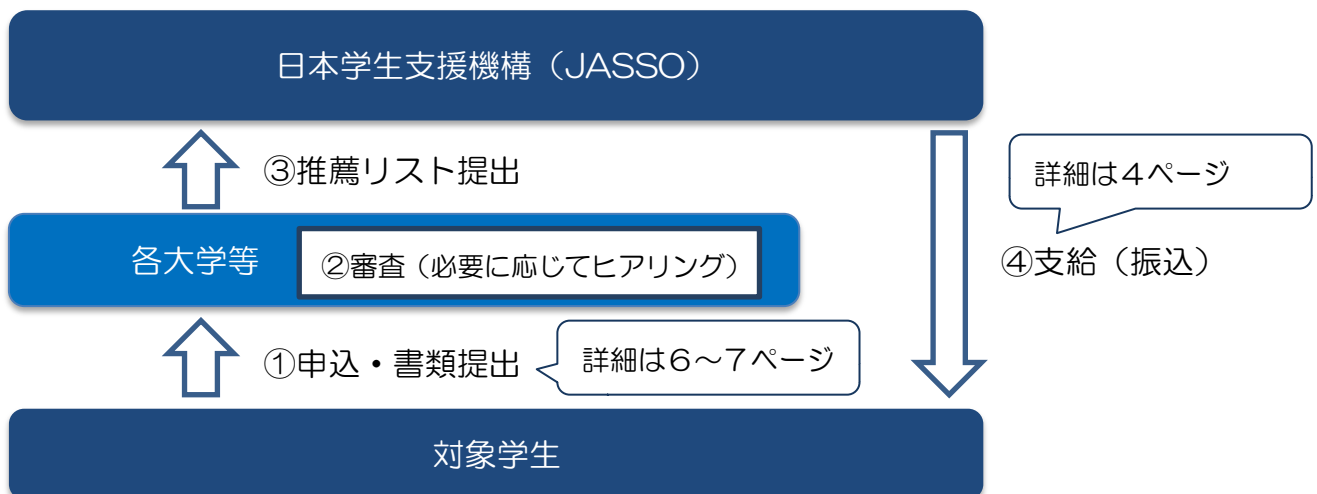 日本学生支援機構（JASSO）
③推薦リスト提出
詳細は４ページ
各大学等
②審査（必要に応じてヒアリング）
④支給（振込）
①申込・書類提出
詳細は６～７ページ
対象学生